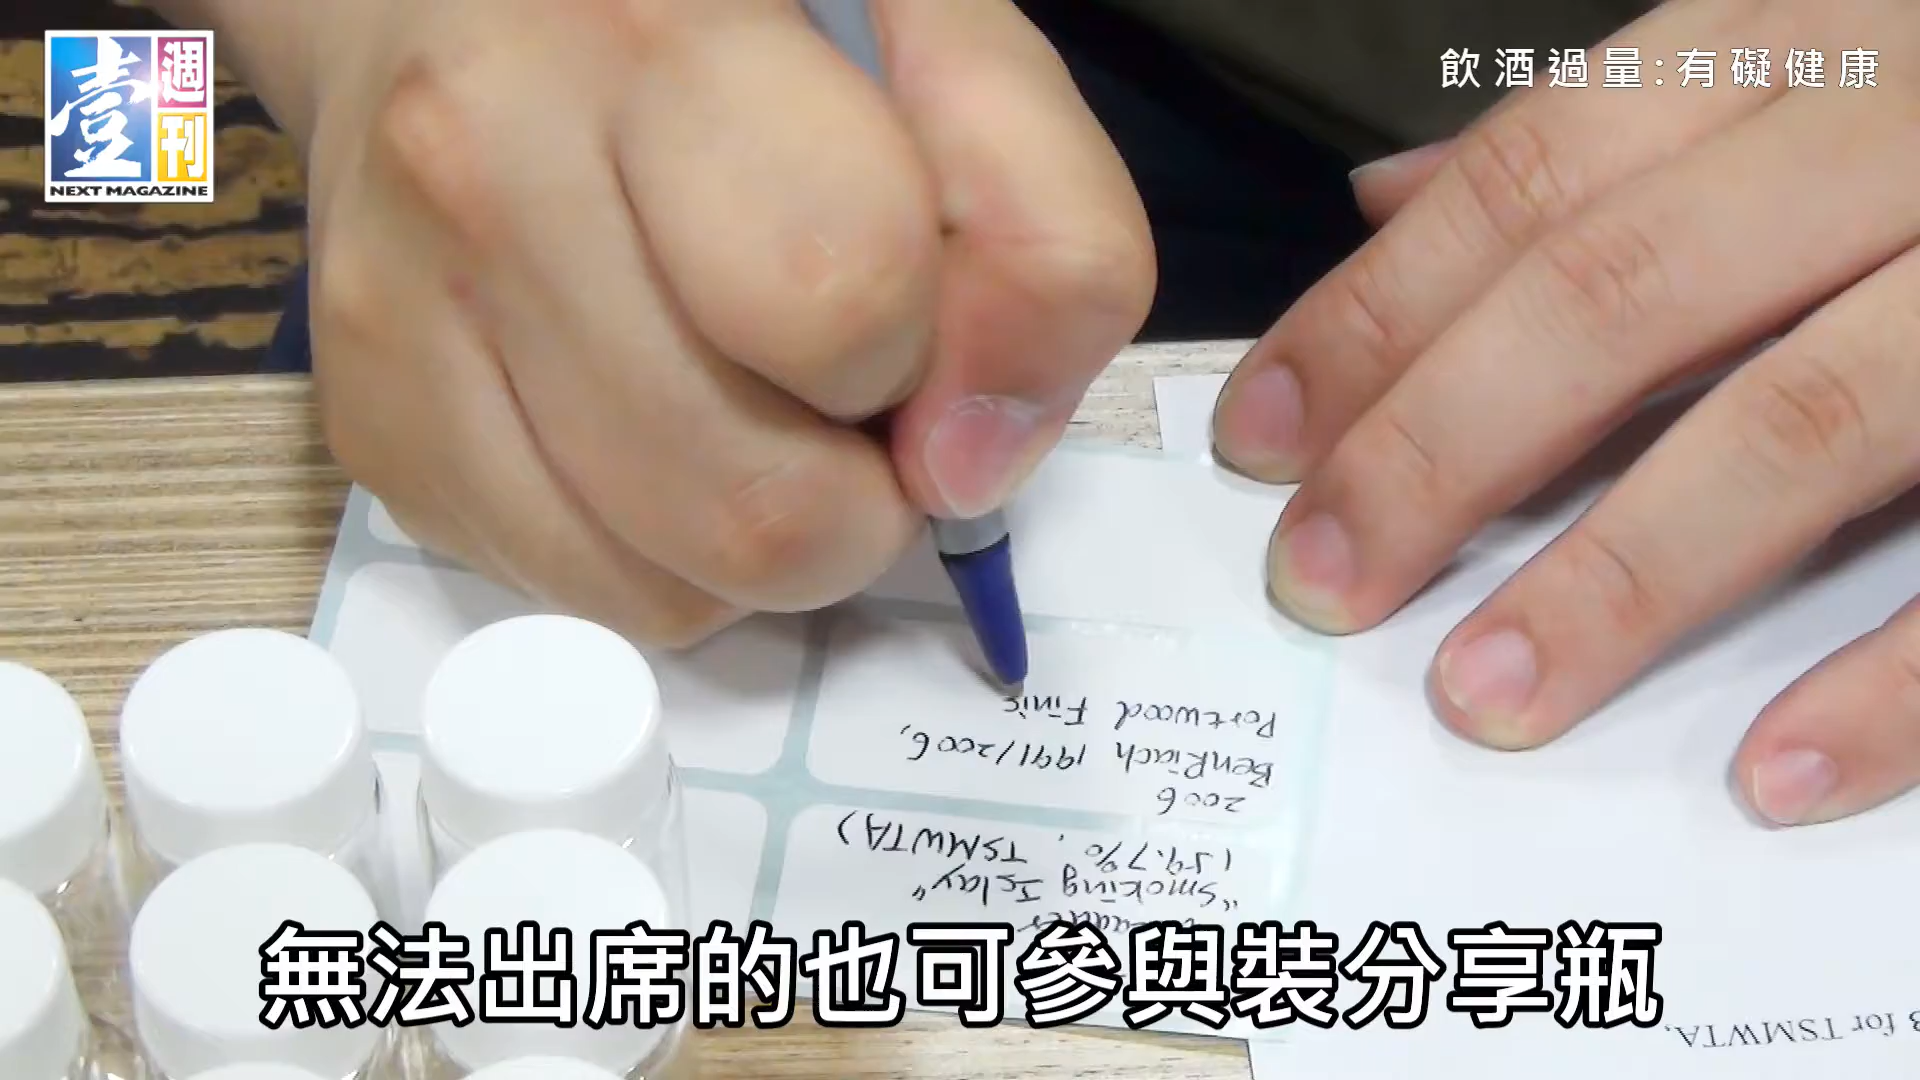 壹週刊
NEXT MAGAZINE
飲酒過量:有礙健康
BenRiach 1991/2006,
Portwood Finis
"Smoking Islay"
(59.7%, TSMWTA)
2006
無法出席的也可參與裝分享瓶
for TSMWTA,